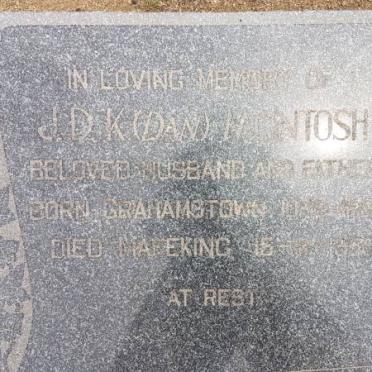 IN LOVING MEMORY OF
J.D.K (DAN) McINTOSH
BELOVED HUSBAND AND FATHER
BORN GRAHAMSTOWN
DIED MAFEKING
AT REST